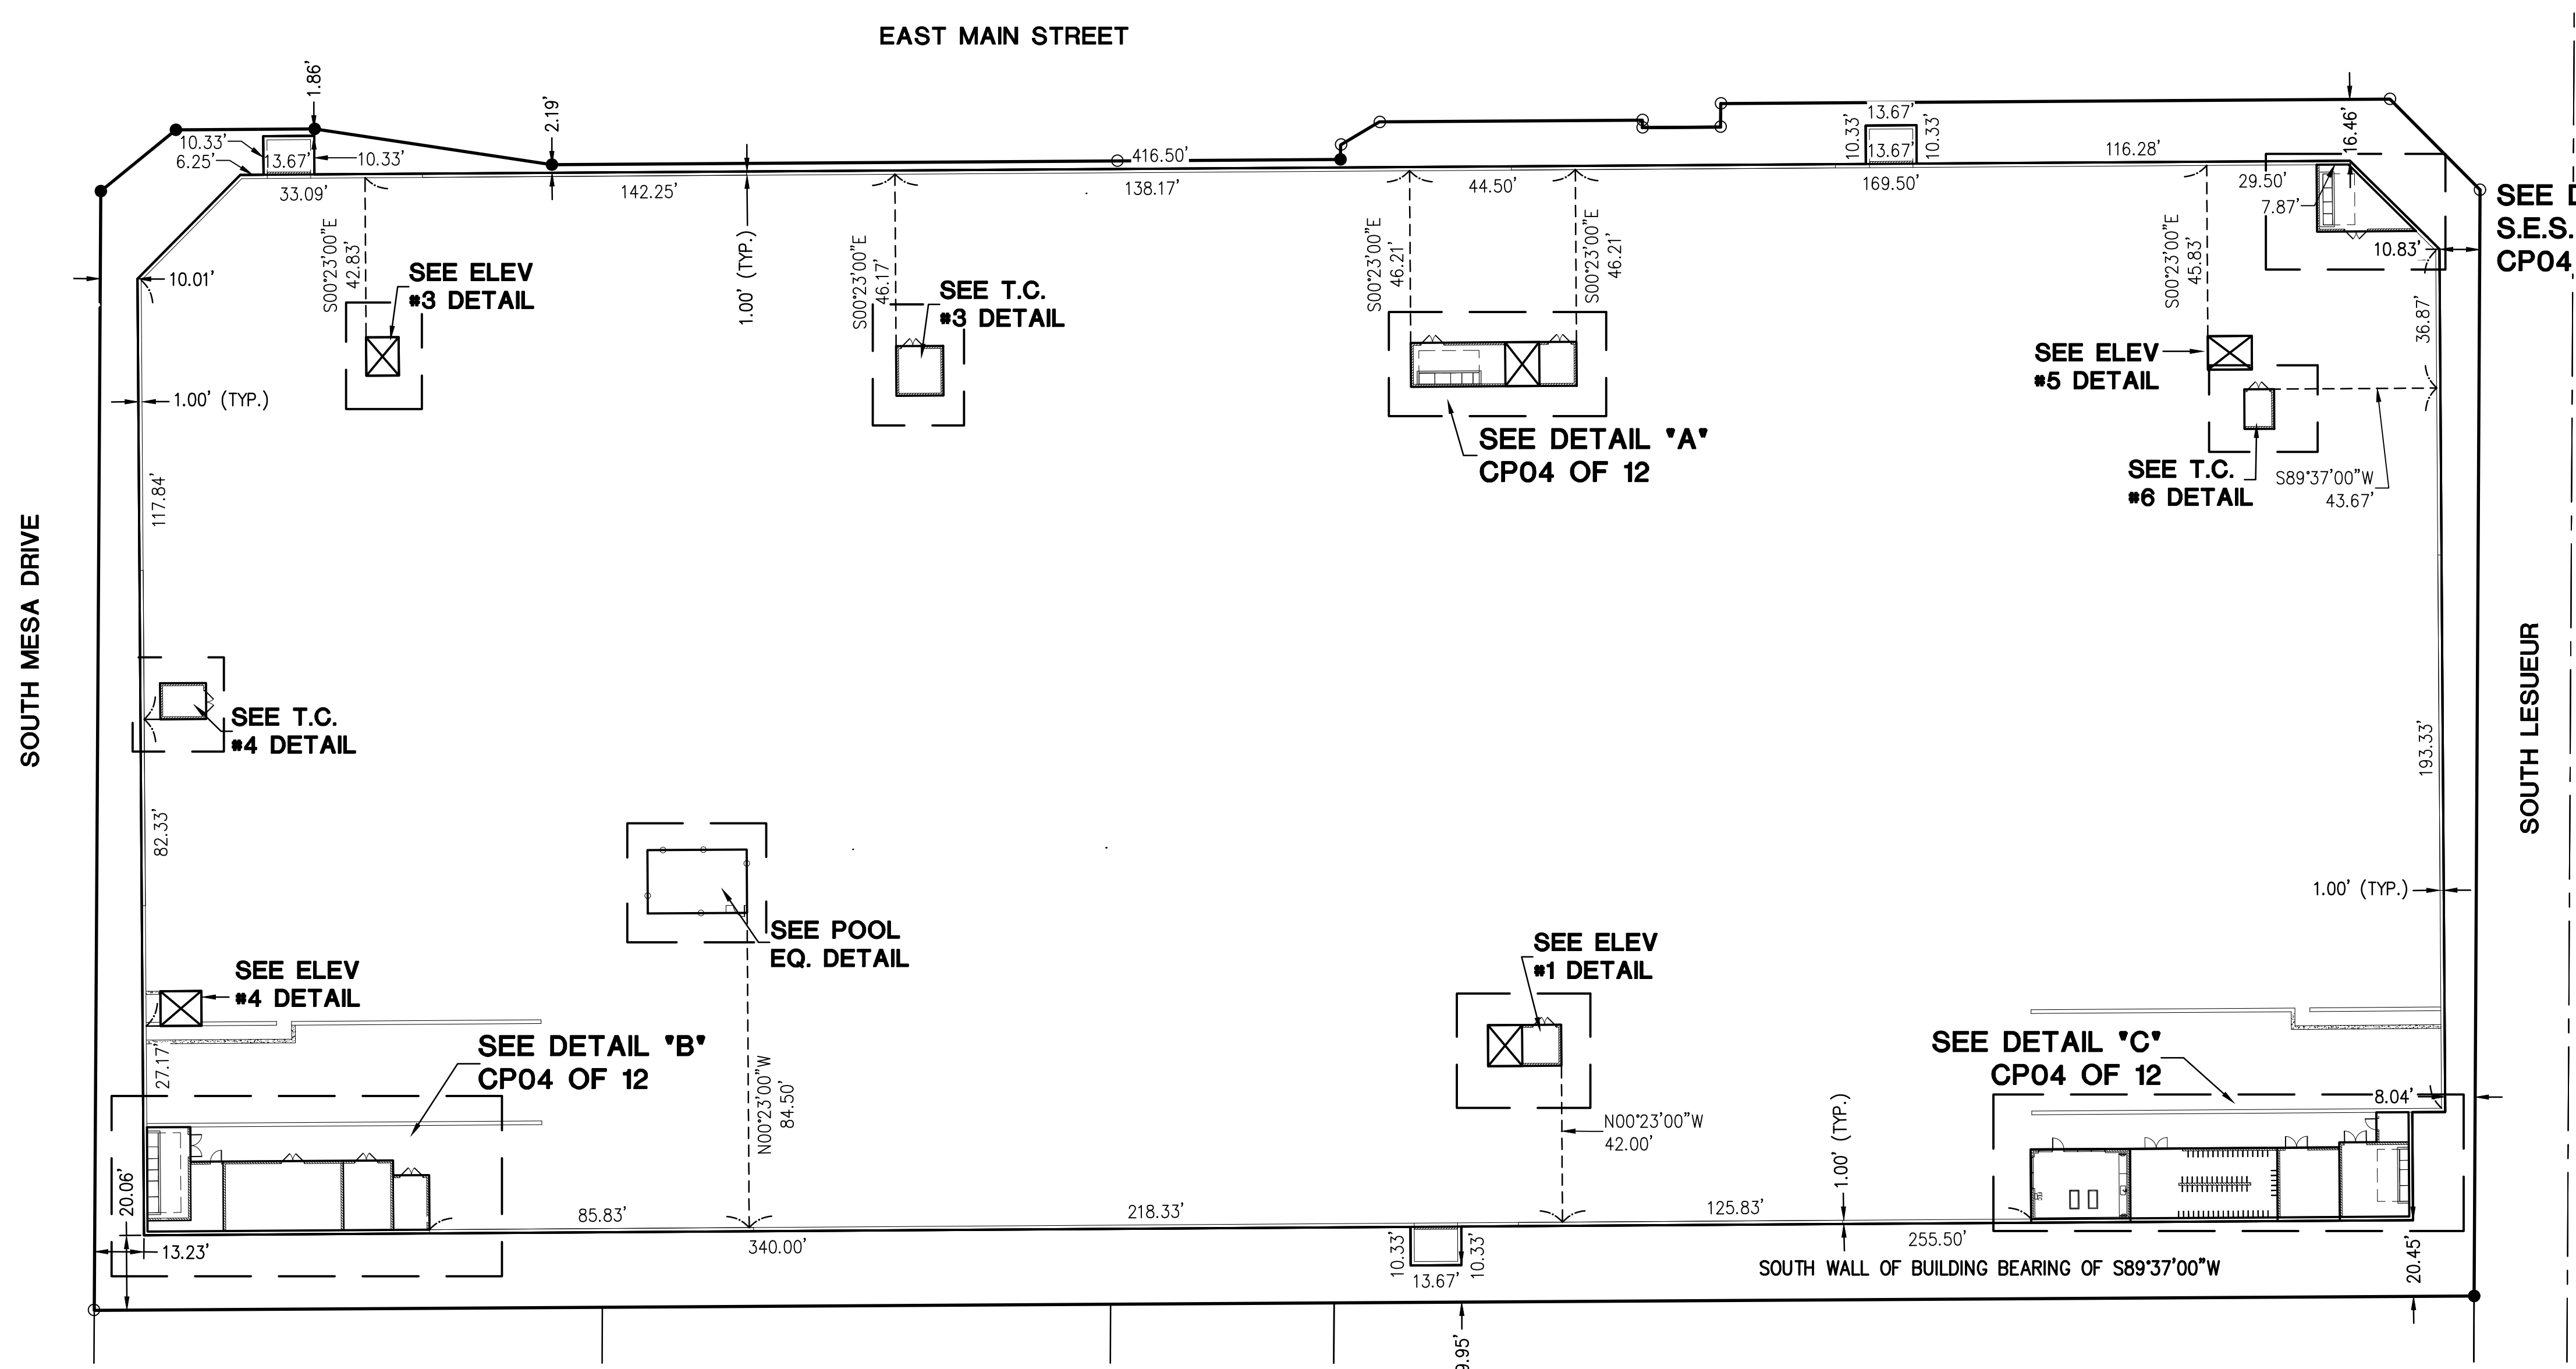 EAST MAIN STREET
1.86'
2.19'
10.33'
6.25'
13.67'
10.33'
33.09'
142.25'
416.50'
138.17'
44.50'
10.33'
13.67'
13.67'
10.33'
169.50'
116.28'
16.46'
29.50'
7.87'
10.83'
SEE
S.E.S.
CP04
10.01'
S00°23'00"E
42.83'
SEE ELEV
#3 DETAIL
1.00' (TYP.)
S00°23'00"E
46.17'
SEE T.C.
#3 DETAIL
S00°23'00"E
46.21'
S00°23'00"E
46.21'
S00°23'00"E
45.83'
36.87'
SEE ELEV
#5 DETAIL
1.00' (TYP.)
SEE DETAIL "A"
CP04 OF 12
SEE T.C.
#6 DETAIL
S89°37'00"W
43.67'
117.84'
SOUTH MESA DRIVE
SEE T.C.
#4 DETAIL
82.33'
SOUTH LESUEUR
193.33'
1.00' (TYP.)
SEE POOL
EQ. DETAIL
SEE ELEV
#1 DETAIL
SEE ELEV
#4 DETAIL
27.17'
SEE DETAIL "B"
CP04 OF 12
N00°23'00"W
84.50'
N00°23'00"W
42.00'
SEE DETAIL "C"
CP04 OF 12
8.04'
1.00' (TYP.)
20.06'
13.23'
85.83'
340.00'
218.33'
125.83'
255.50'
10.33'
13.67'
10.33'
SOUTH WALL OF BUILDING BEARING OF S89°37'00"W
20.45'
9.95'